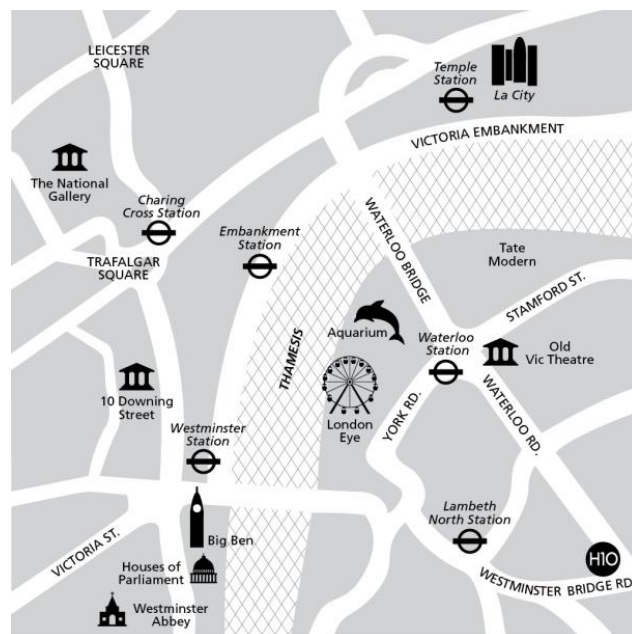 LEICESTER
SQUARE
Temple
Station
La City
VICTORIA EMBANKMENT
The National
Gallery
Charing
Cross Station
Embankment
Station
WATERLOO BRIDGE
TRAFALGAR
SQUARE
Tate
Modern
STAMFORD ST.
THAMESIS
Aquarium
Waterloo
Station
Old
Vic Theatre
10 Downing
Street
London
Eye
YORK RD.
WATERLOO RD.
Westminster
Station
Lambeth
North Station
VICTORIA ST.
Big Ben
H10
Houses of
Parliament
WESTMINSTER BRIDGE RD
Westminster
Abbey